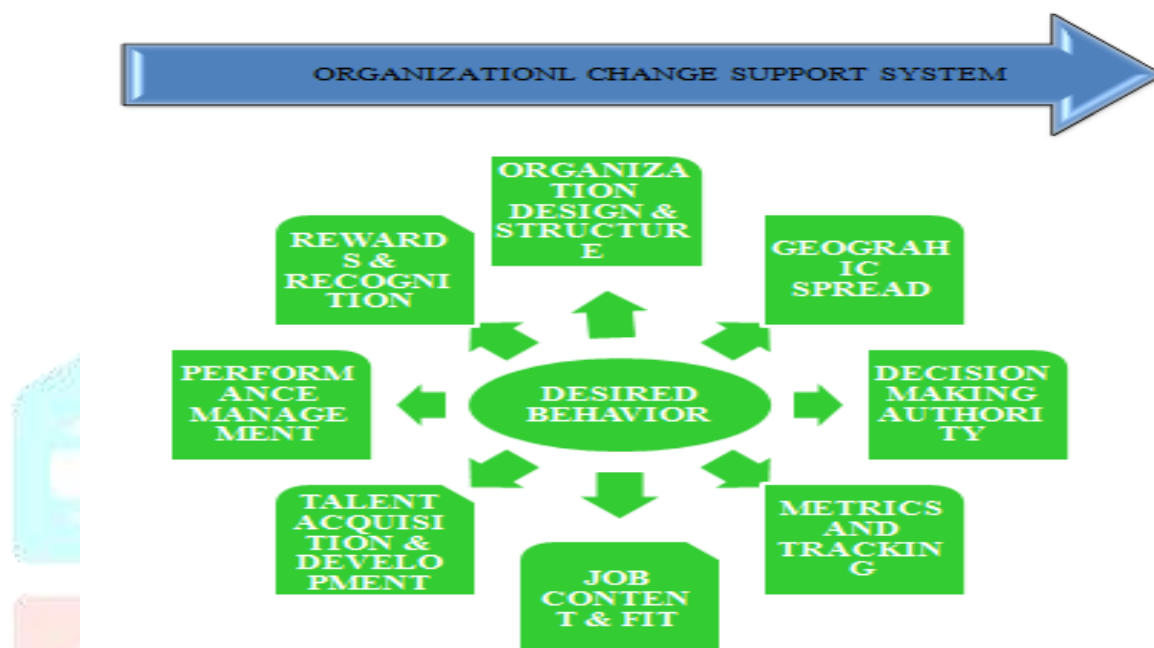 ORGANIZATIONL CHANGE SUPPORT SYSTEM
ORGANIZA
TION
DESIGN &
STRUCTUR
E
REWARD
S &
RECOGNI
TION
GEOGRAH
IC
SPREAD
PERFORM
ANCE
MANAGE
MENT
DESIRED
BEHAVIOR
DECISION
MAKING
AUTHORI
TY
TALENT
ACQUISI
TION &
DEVELO
PMENT
METRICS
AND
TRACKIN
G
JOB
CONTEN
T & FIT